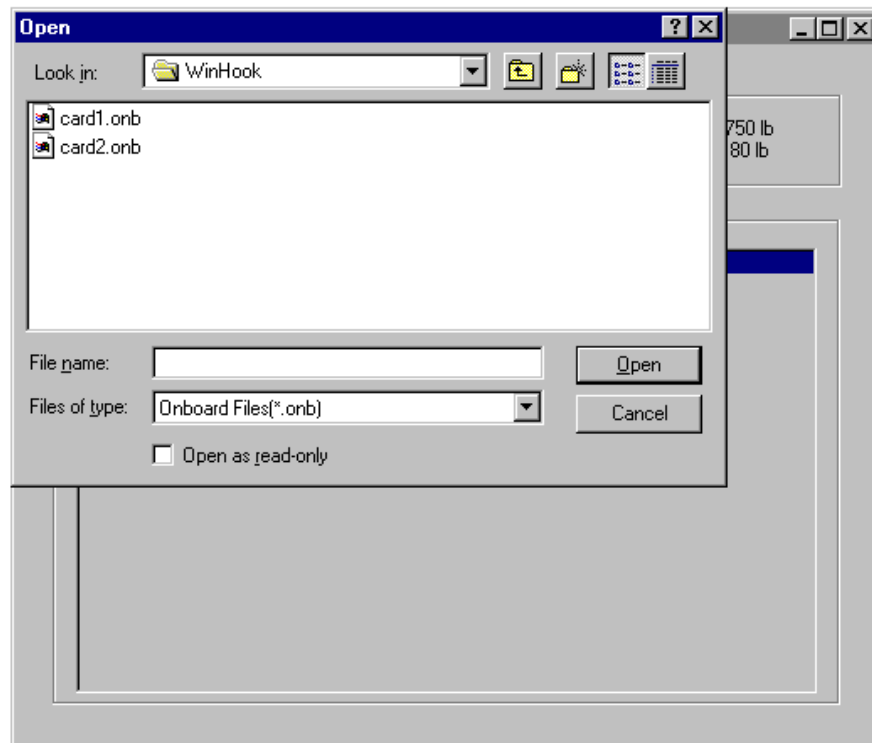 Open
Look in: WinHook
card1.onb
card2.onb
750 lb
80 lb
File name:
Open
Files of type: Onboard Files(*.onb)
Cancel
Open as read-only